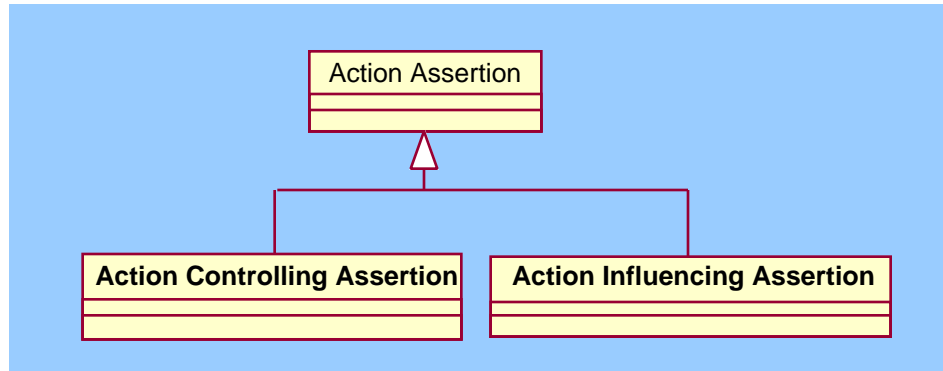 Action Assertion
Action Controlling Assertion
Action Influencing Assertion